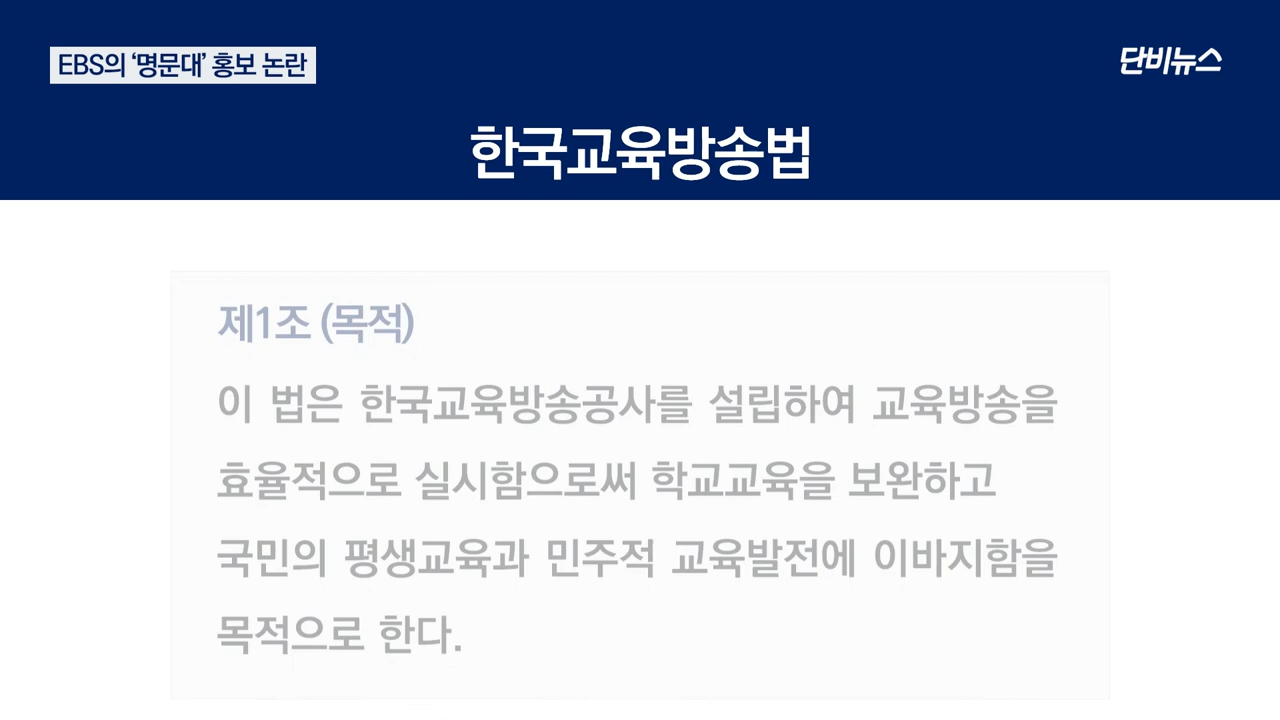 EBS의 ‘명문대’ 홍보 논란
단비뉴스
한국교육방송법
제1조 (목적)
이 법은 한국교육방송공사를 설립하여 교육방송을
효율적으로 실시함으로써 학교교육을 보완하고
국민의 평생교육과 민주적 교육발전에 이바지함을
목적으로 한다.